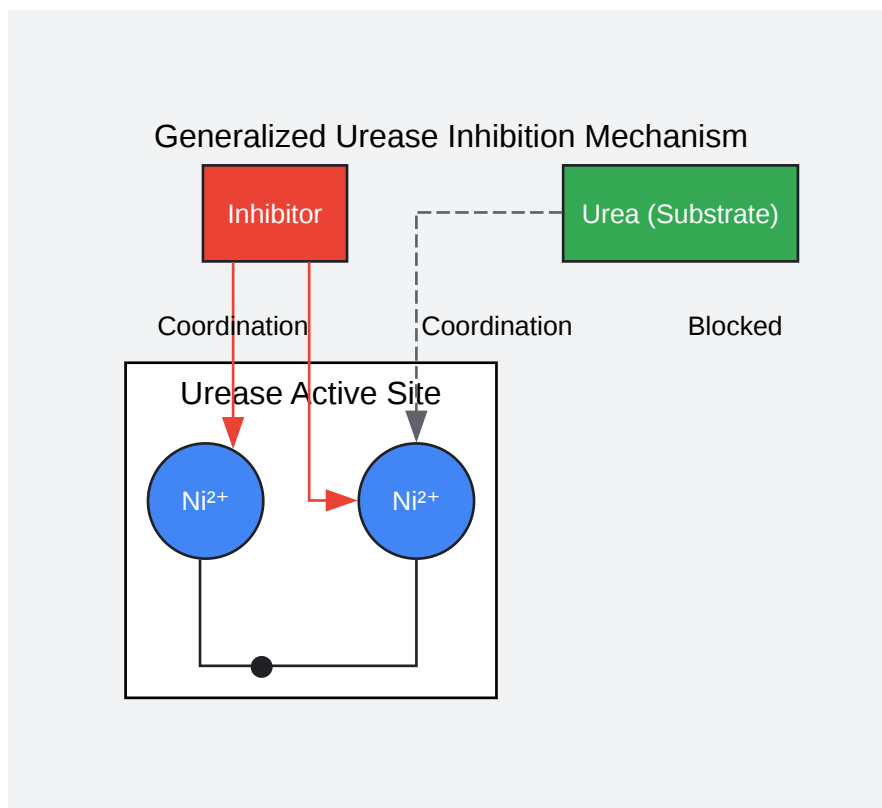 Generalized Urease Inhibition Mechanism
Inhibitor
Urea (Substrate)
Coordination
Coordination
Blocked
Urease Active Site
Ni²⁺
Ni²⁺